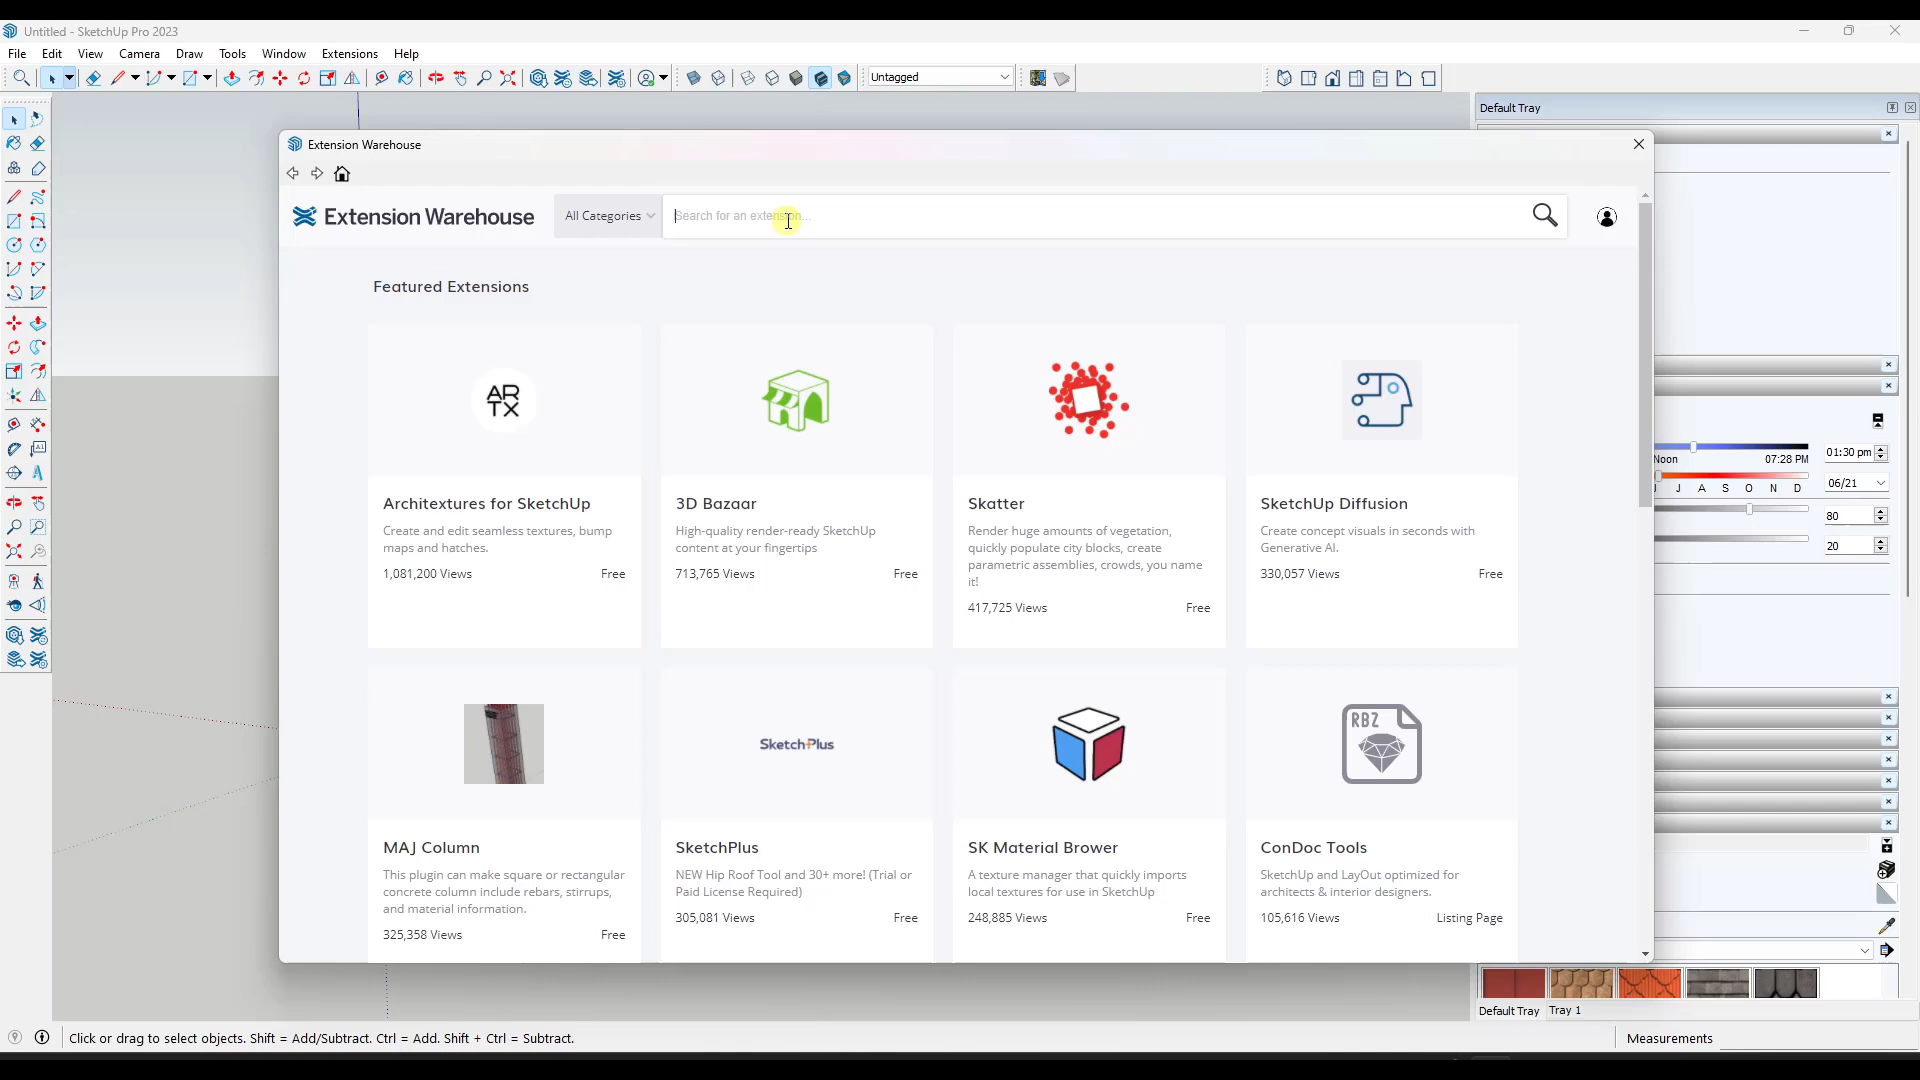 Untitled - SketchUp Pro 2023
File Edit View Camera Draw Tools Window Extensions Help
Untagged
Default Tray
Extension Warehouse
Extension Warehouse
All Categories
Search for an extension...
Featured Extensions
ARTX
Architextures for SketchUp
Create and edit seamless textures, bump
maps and hatches.
1,081,200 Views Free
3D Bazaar
High-quality render-ready SketchUp
content at your fingertips
713,765 Views Free
Skatter
Render huge amounts of vegetation,
quickly populate city blocks, create
parametric assemblies, crowds, you name
it!
417,725 Views Free
SketchUp Diffusion
Create concept visuals in seconds with
Generative AI.
330,057 Views Free
MAJ Column
This plugin can make square or rectangular
concrete column include rebars, stirrups,
and material information.
325,358 Views Free
SketchPlus
SketchPlus
NEW Hip Roof Tool and 30+ more! (Trial or
Paid License Required)
305,081 Views Free
SK Material Brower
A texture manager that quickly imports
local textures for use in SketchUp
248,885 Views Free
RBZ
ConDoc Tools
SketchUp and LayOut optimized for
architects & interior designers.
105,616 Views Listing Page
Noon 07:28 PM 01:30 pm
J A S O N D 06/21
80
20
Default Tray Tray 1
Click or drag to select objects. Shift = Add/Subtract. Ctrl = Add. Shift + Ctrl = Subtract.
Measurements